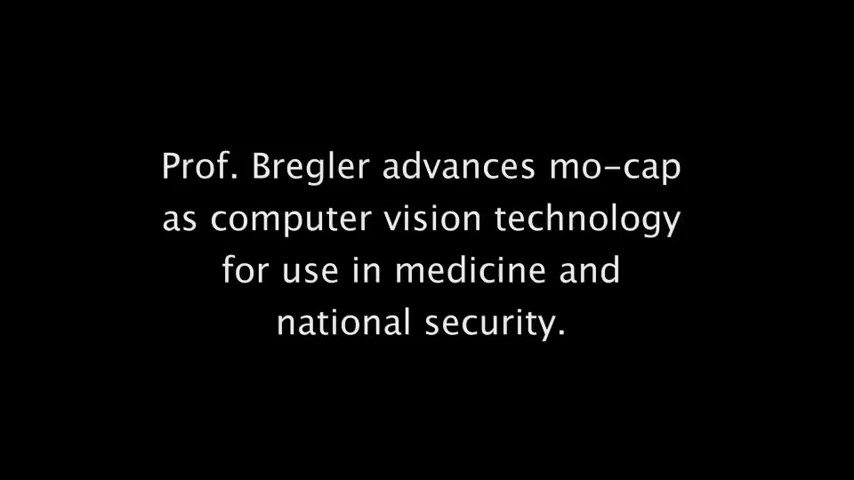 Prof. Bregler advances mo-cap
as computer vision technology
for use in medicine and
national security.